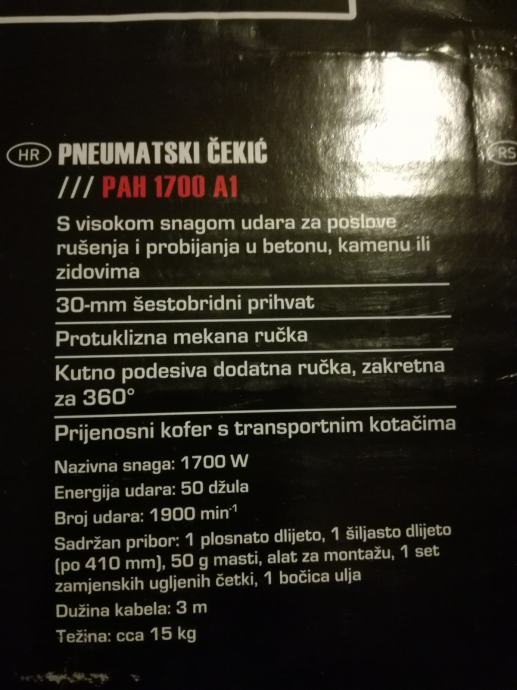 HR PNEUMATSKI ČEKIĆ
RS
/// PAH 1700 A1
S visokom snagom udara za poslove
rušenja i probijanja u betonu, kamenu ili
zidovima
30-mm šestobridni prihvat
Protuklizna mekana ručka
Kutno podesiva dodatna ručka, zakretna
za 360°
Prijenosni kofer s transportnim kotačima
Nazivna snaga: 1700 W
Energija udara: 50 džula
Broj udara: 1900 min⁻¹
Sadržan pribor: 1 plosnato dlijeto, 1 šiljasto dlijeto
(po 410 mm), 50 g masti, alat za montažu, 1 set
zamjenskih ugljenih četki, 1 bočica ulja
Dužina kabela: 3 m
Težina: cca 15 kg